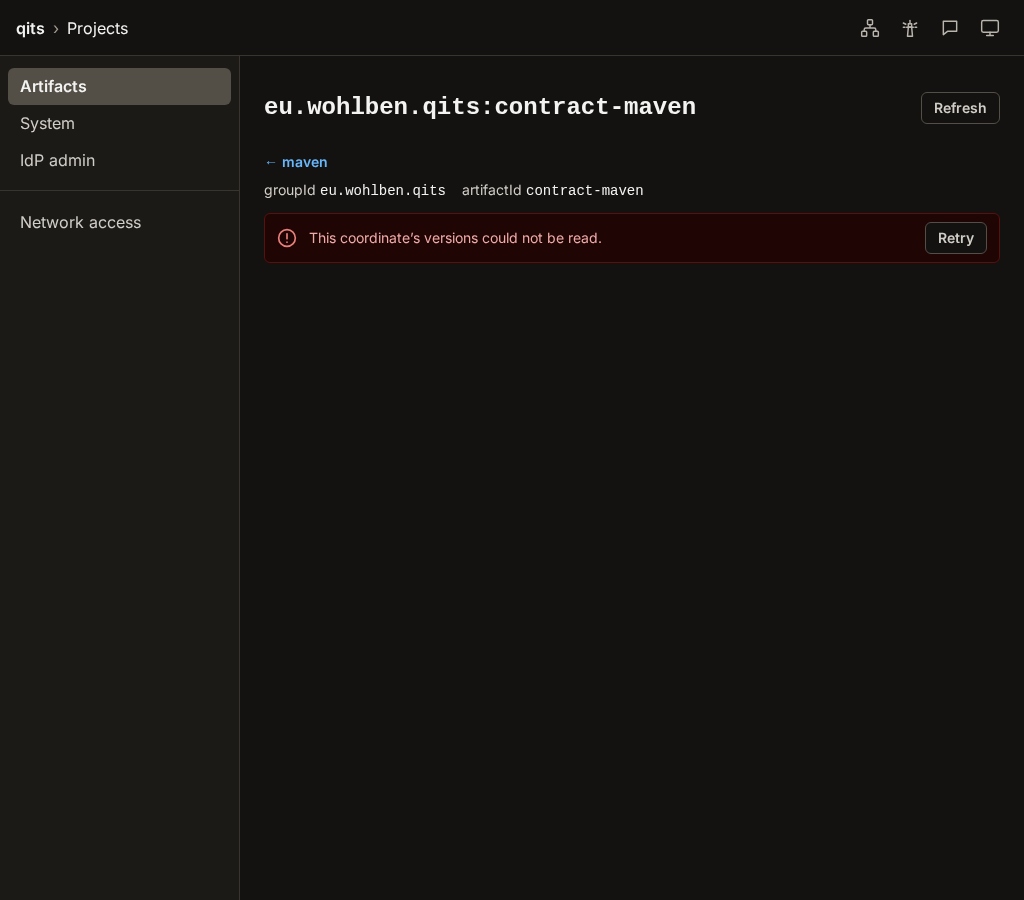 qits › Projects
Artifacts
System
IdP admin
Network access
eu.wohlben.qits:contract-maven
Refresh
← maven
groupId eu.wohlben.qits artifactId contract-maven
This coordinate’s versions could not be read.
Retry